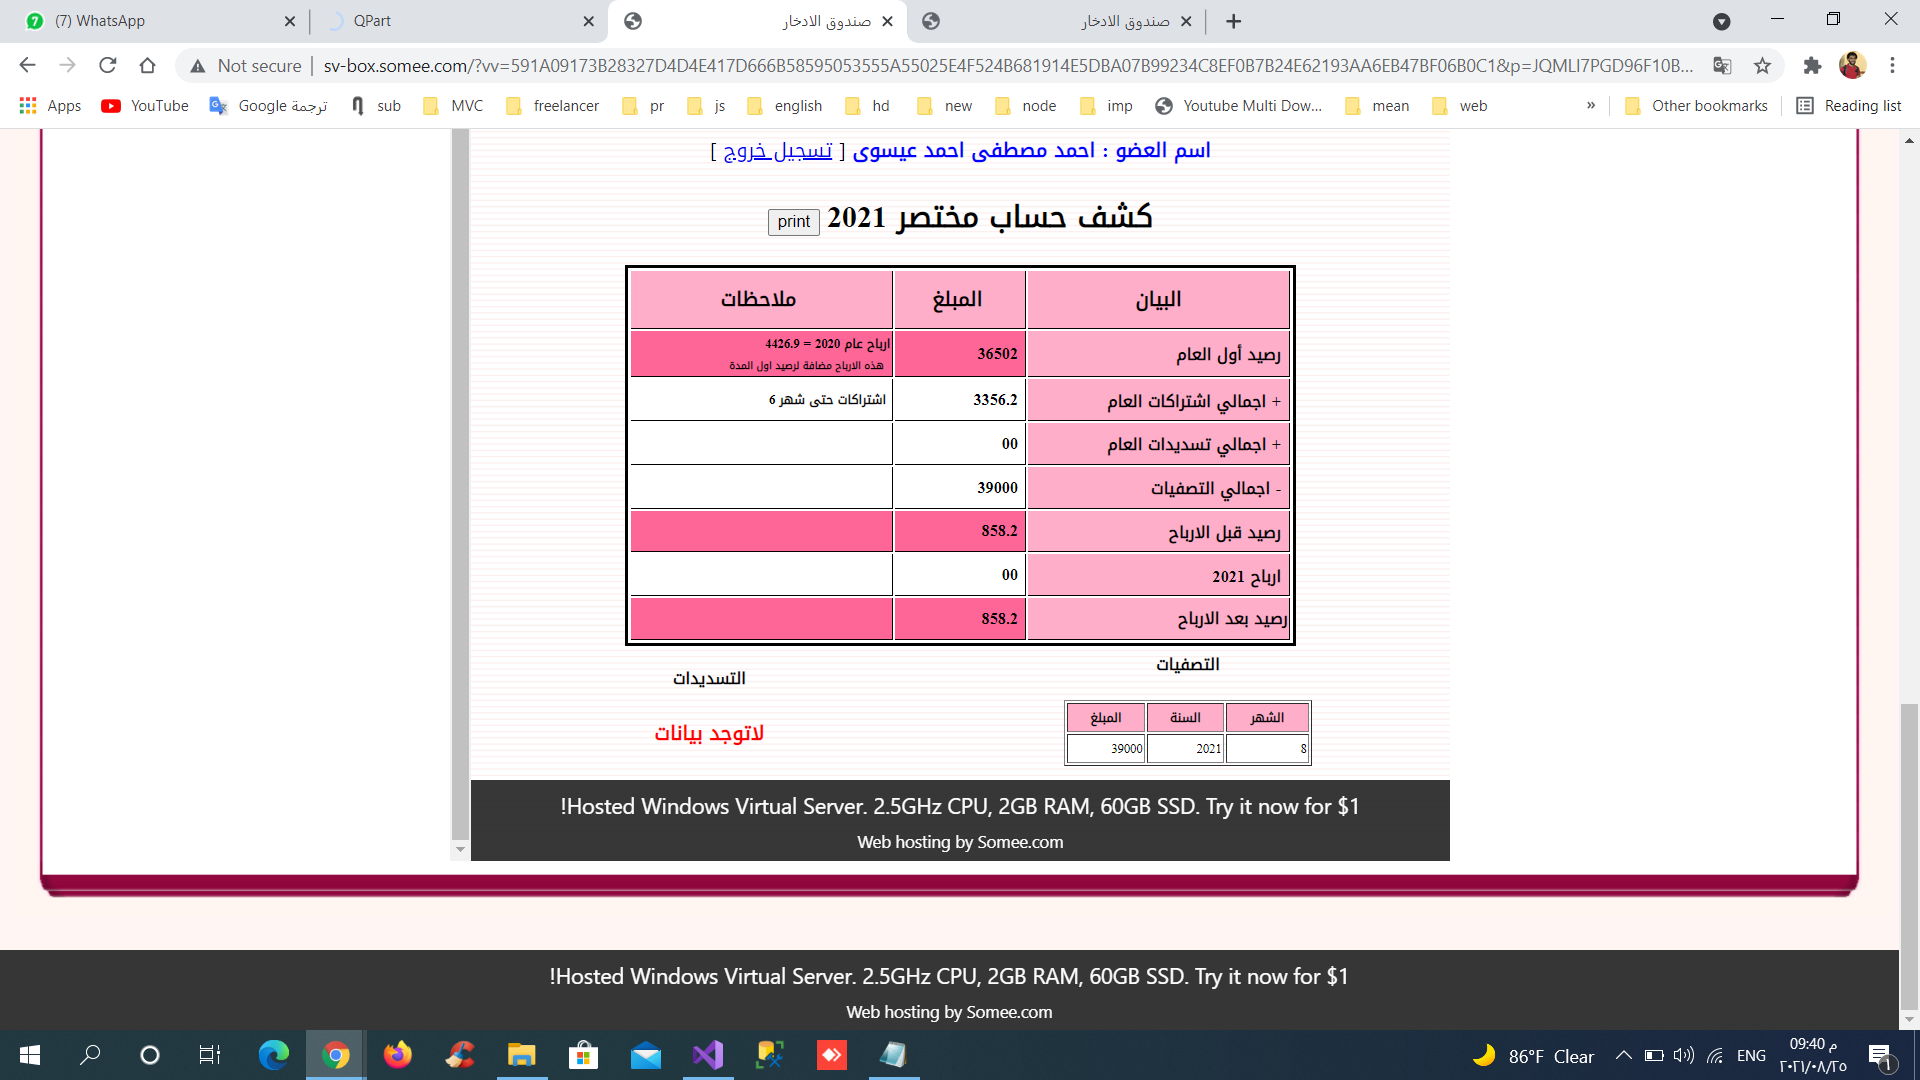 (7) WhatsApp
QPart
صندوق الادخار
صندوق الادخار
Not secure | sv-box.somee.com/?vv=591A09173B28327D4D4E417D666B58595053555A55025E4F524B681914E5DBA07B99234C8EF0B7B24E62193AA6EB47BF06B0C1&p=JQMLI7PGD96F10B...
Apps YouTube Google ترجمة sub MVC freelancer pr js english hd new node imp Youtube Multi Dow... mean web » Other bookmarks Reading list
اسم العضو : احمد مصطفى احمد عيسوى [ تسجيل خروج ]
كشف حساب مختصر 2021 print
البيان المبلغ ملاحظات
رصيد أول العام 36502 ارباح عام 2020 = 4426.9
هذه الارباح مضافة لرصيد اول المدة
+ اجمالي اشتراكات العام 3356.2 اشتراكات حتى شهر 6
+ اجمالي تسديدات العام 00
- اجمالي التصفيات 39000
رصيد قبل الارباح 858.2
ارباح 2021 00
رصيد بعد الارباح 858.2
التصفيات
الشهر السنة المبلغ
8 2021 39000
التسديدات
لاتوجد بيانات
!Hosted Windows Virtual Server. 2.5GHz CPU, 2GB RAM, 60GB SSD. Try it now for $1
Web hosting by Somee.com
!Hosted Windows Virtual Server. 2.5GHz CPU, 2GB RAM, 60GB SSD. Try it now for $1
Web hosting by Somee.com
86°F Clear
ENG
09:40 م
٢٠٢١/٠٨/٢٥
١